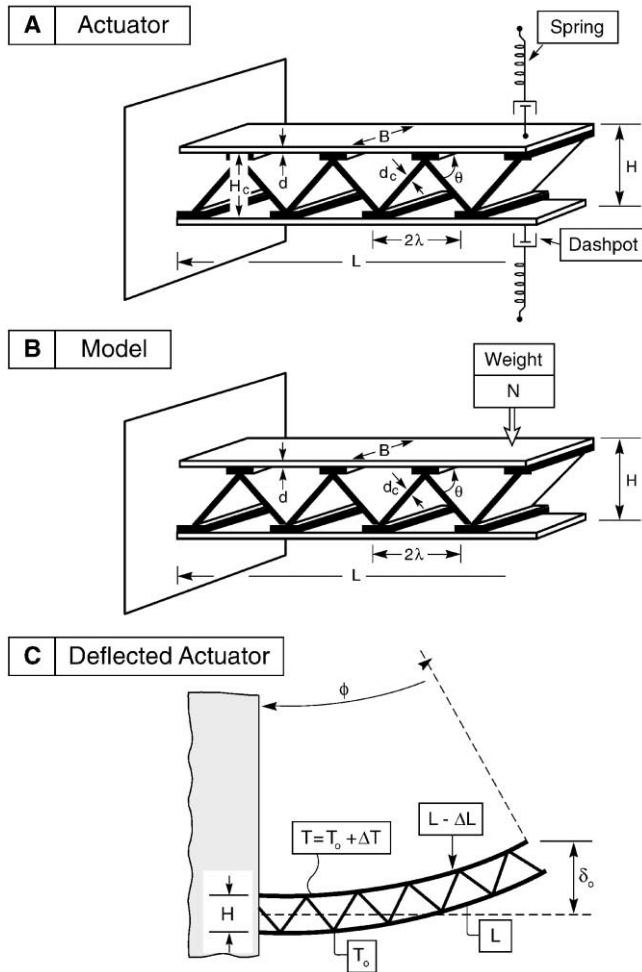 A Actuator
Spring
B
H
H_c
d
d_c
θ
2λ
Dashpot
L
B Model
Weight
N
B
H
d
d_c
θ
2λ
L
C Deflected Actuator
ϕ
T = T_o + ΔT
L - ΔL
δ_o
H
T_o
L